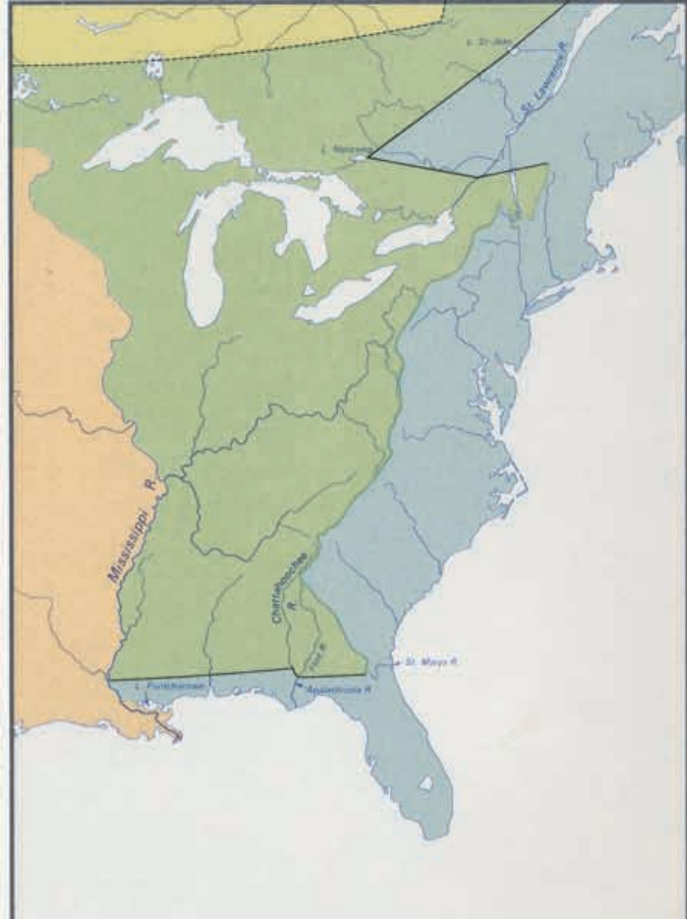 L. St-Jean
St. Lawrence R.
L. Nipissing
Mississippi R.
Chattahoochee
R.
Flint R.
St. Marys R.
L. Pontchartrain
Apalachicola R.